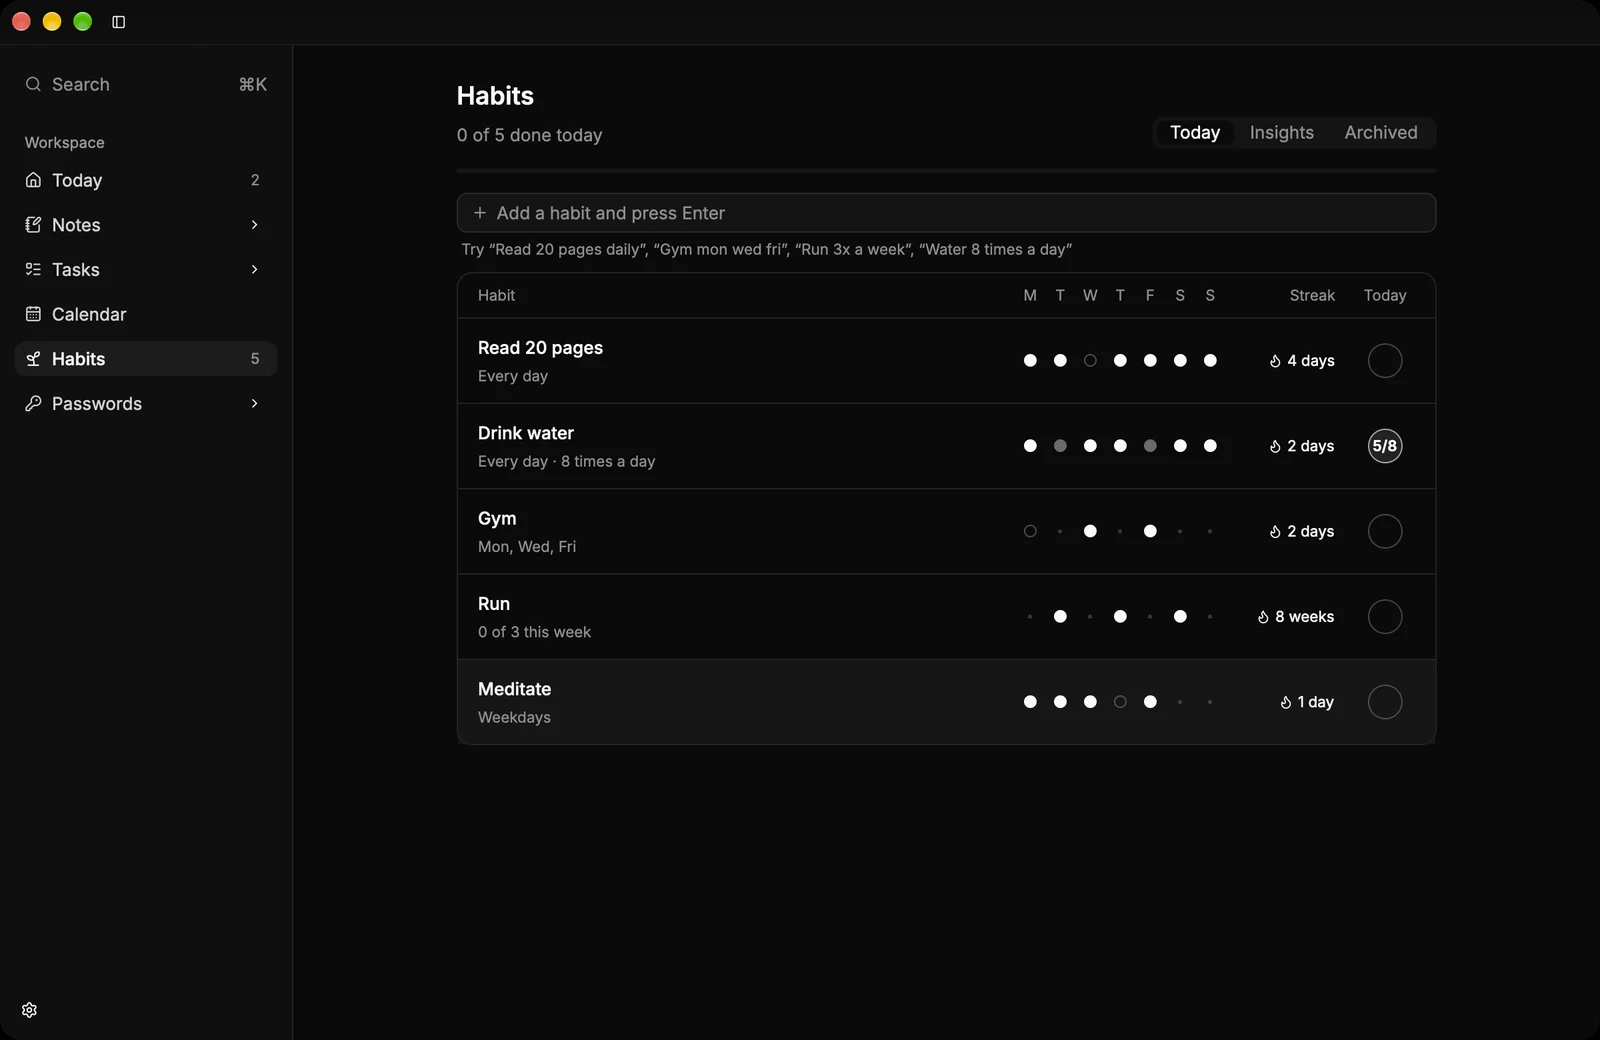 Search ⌘K
Workspace
Today 2
Notes
Tasks
Calendar
Habits 5
Passwords
Habits
0 of 5 done today
Today Insights Archived
+ Add a habit and press Enter
Try “Read 20 pages daily”, “Gym mon wed fri”, “Run 3x a week”, “Water 8 times a day”
Habit M T W T F S S Streak Today
Read 20 pages
Every day
4 days
Drink water
Every day · 8 times a day
2 days 5/8
Gym
Mon, Wed, Fri
2 days
Run
0 of 3 this week
8 weeks
Meditate
Weekdays
1 day